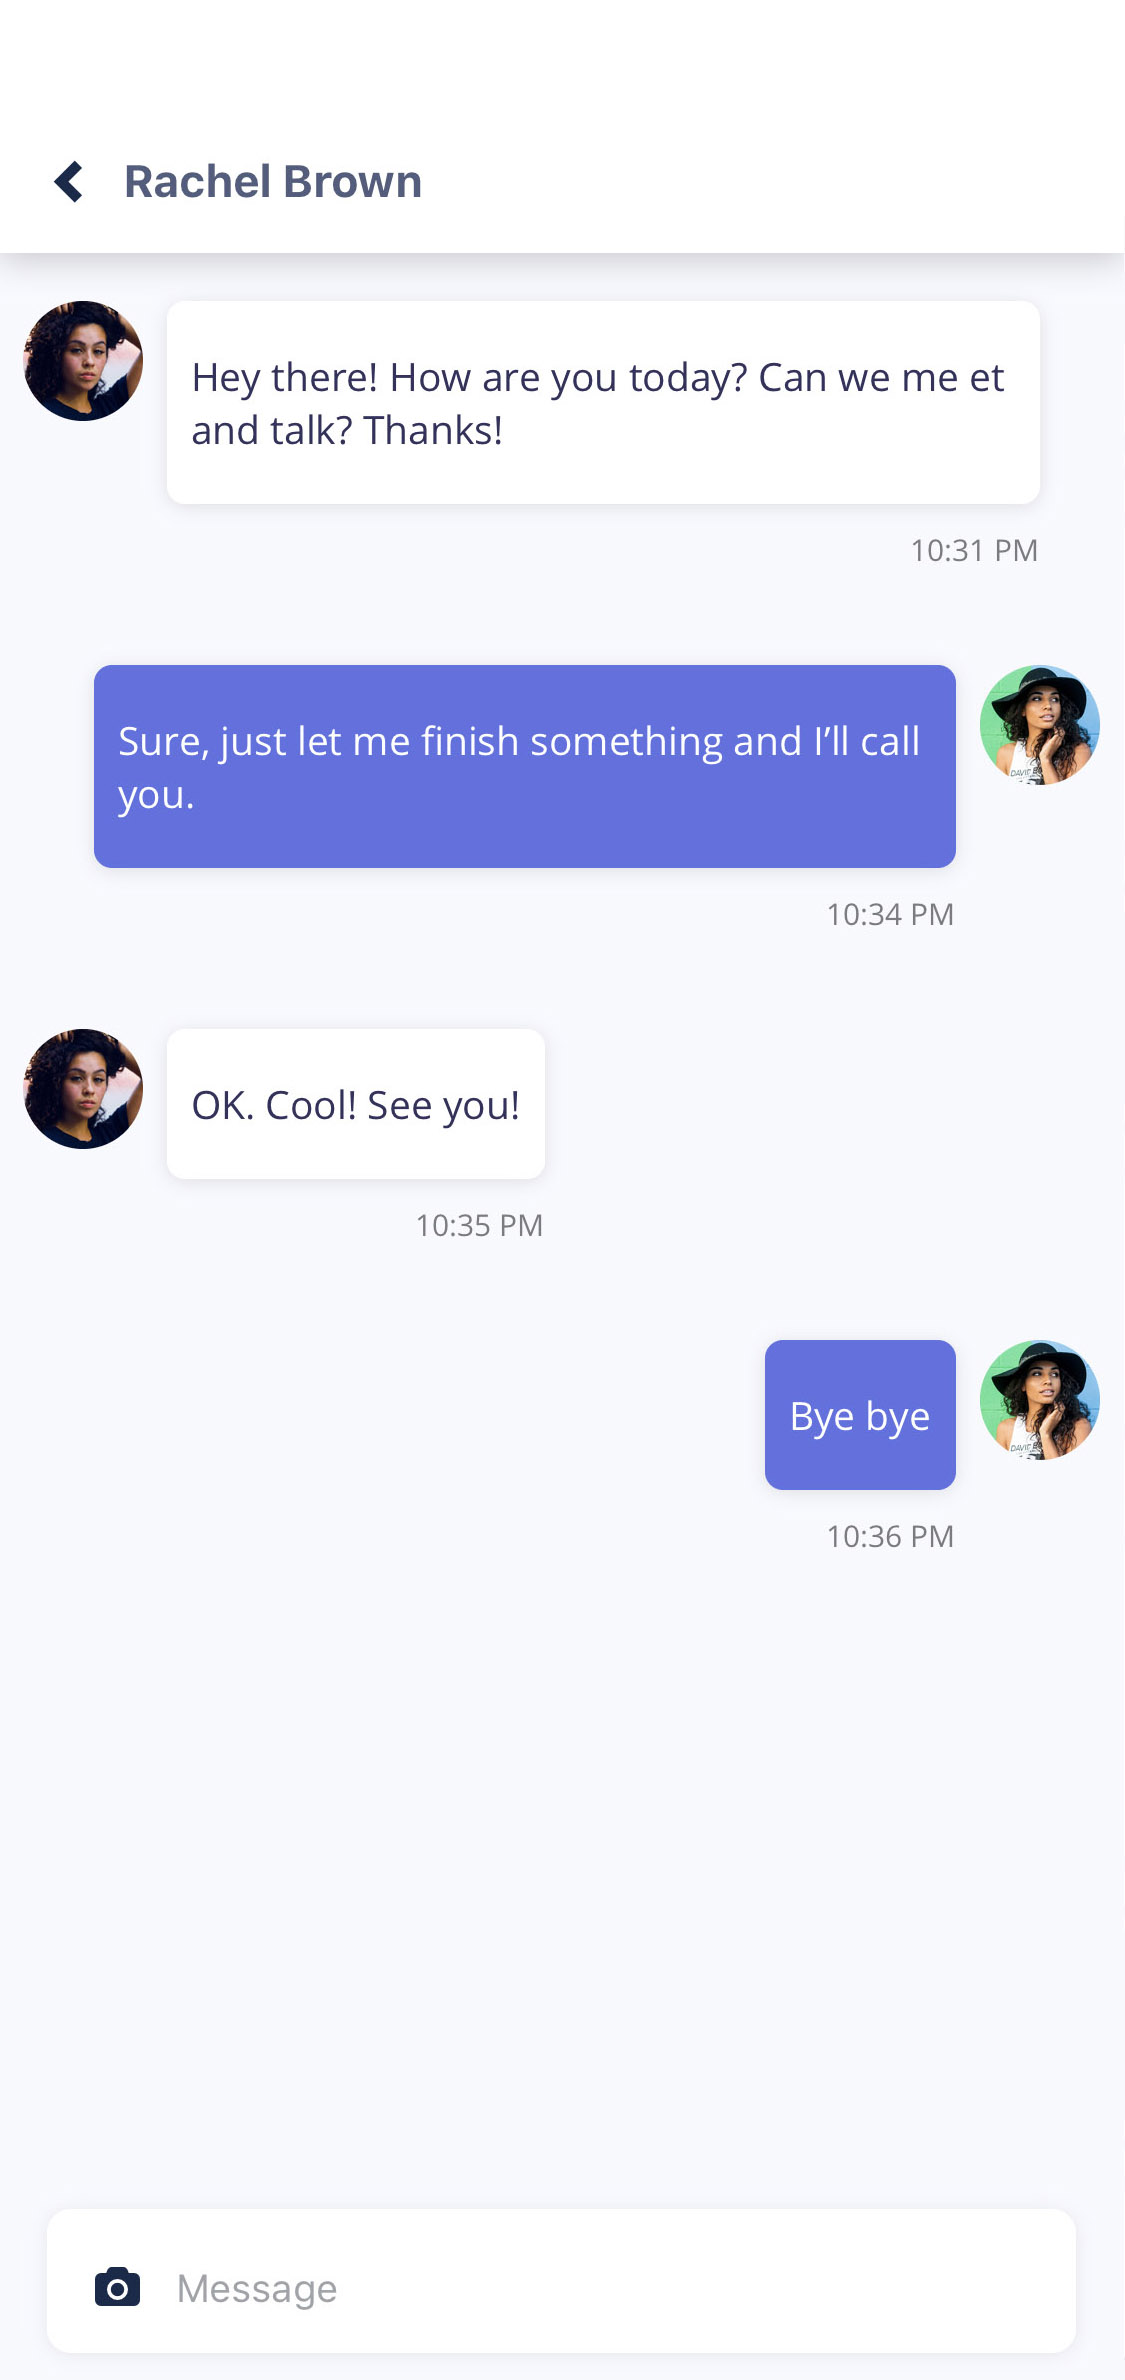 Rachel Brown
Hey there! How are you today? Can we me et
and talk? Thanks!
10:31 PM
Sure, just let me finish something and I’ll call
you.
10:34 PM
OK. Cool! See you!
10:35 PM
Bye bye
10:36 PM
Message